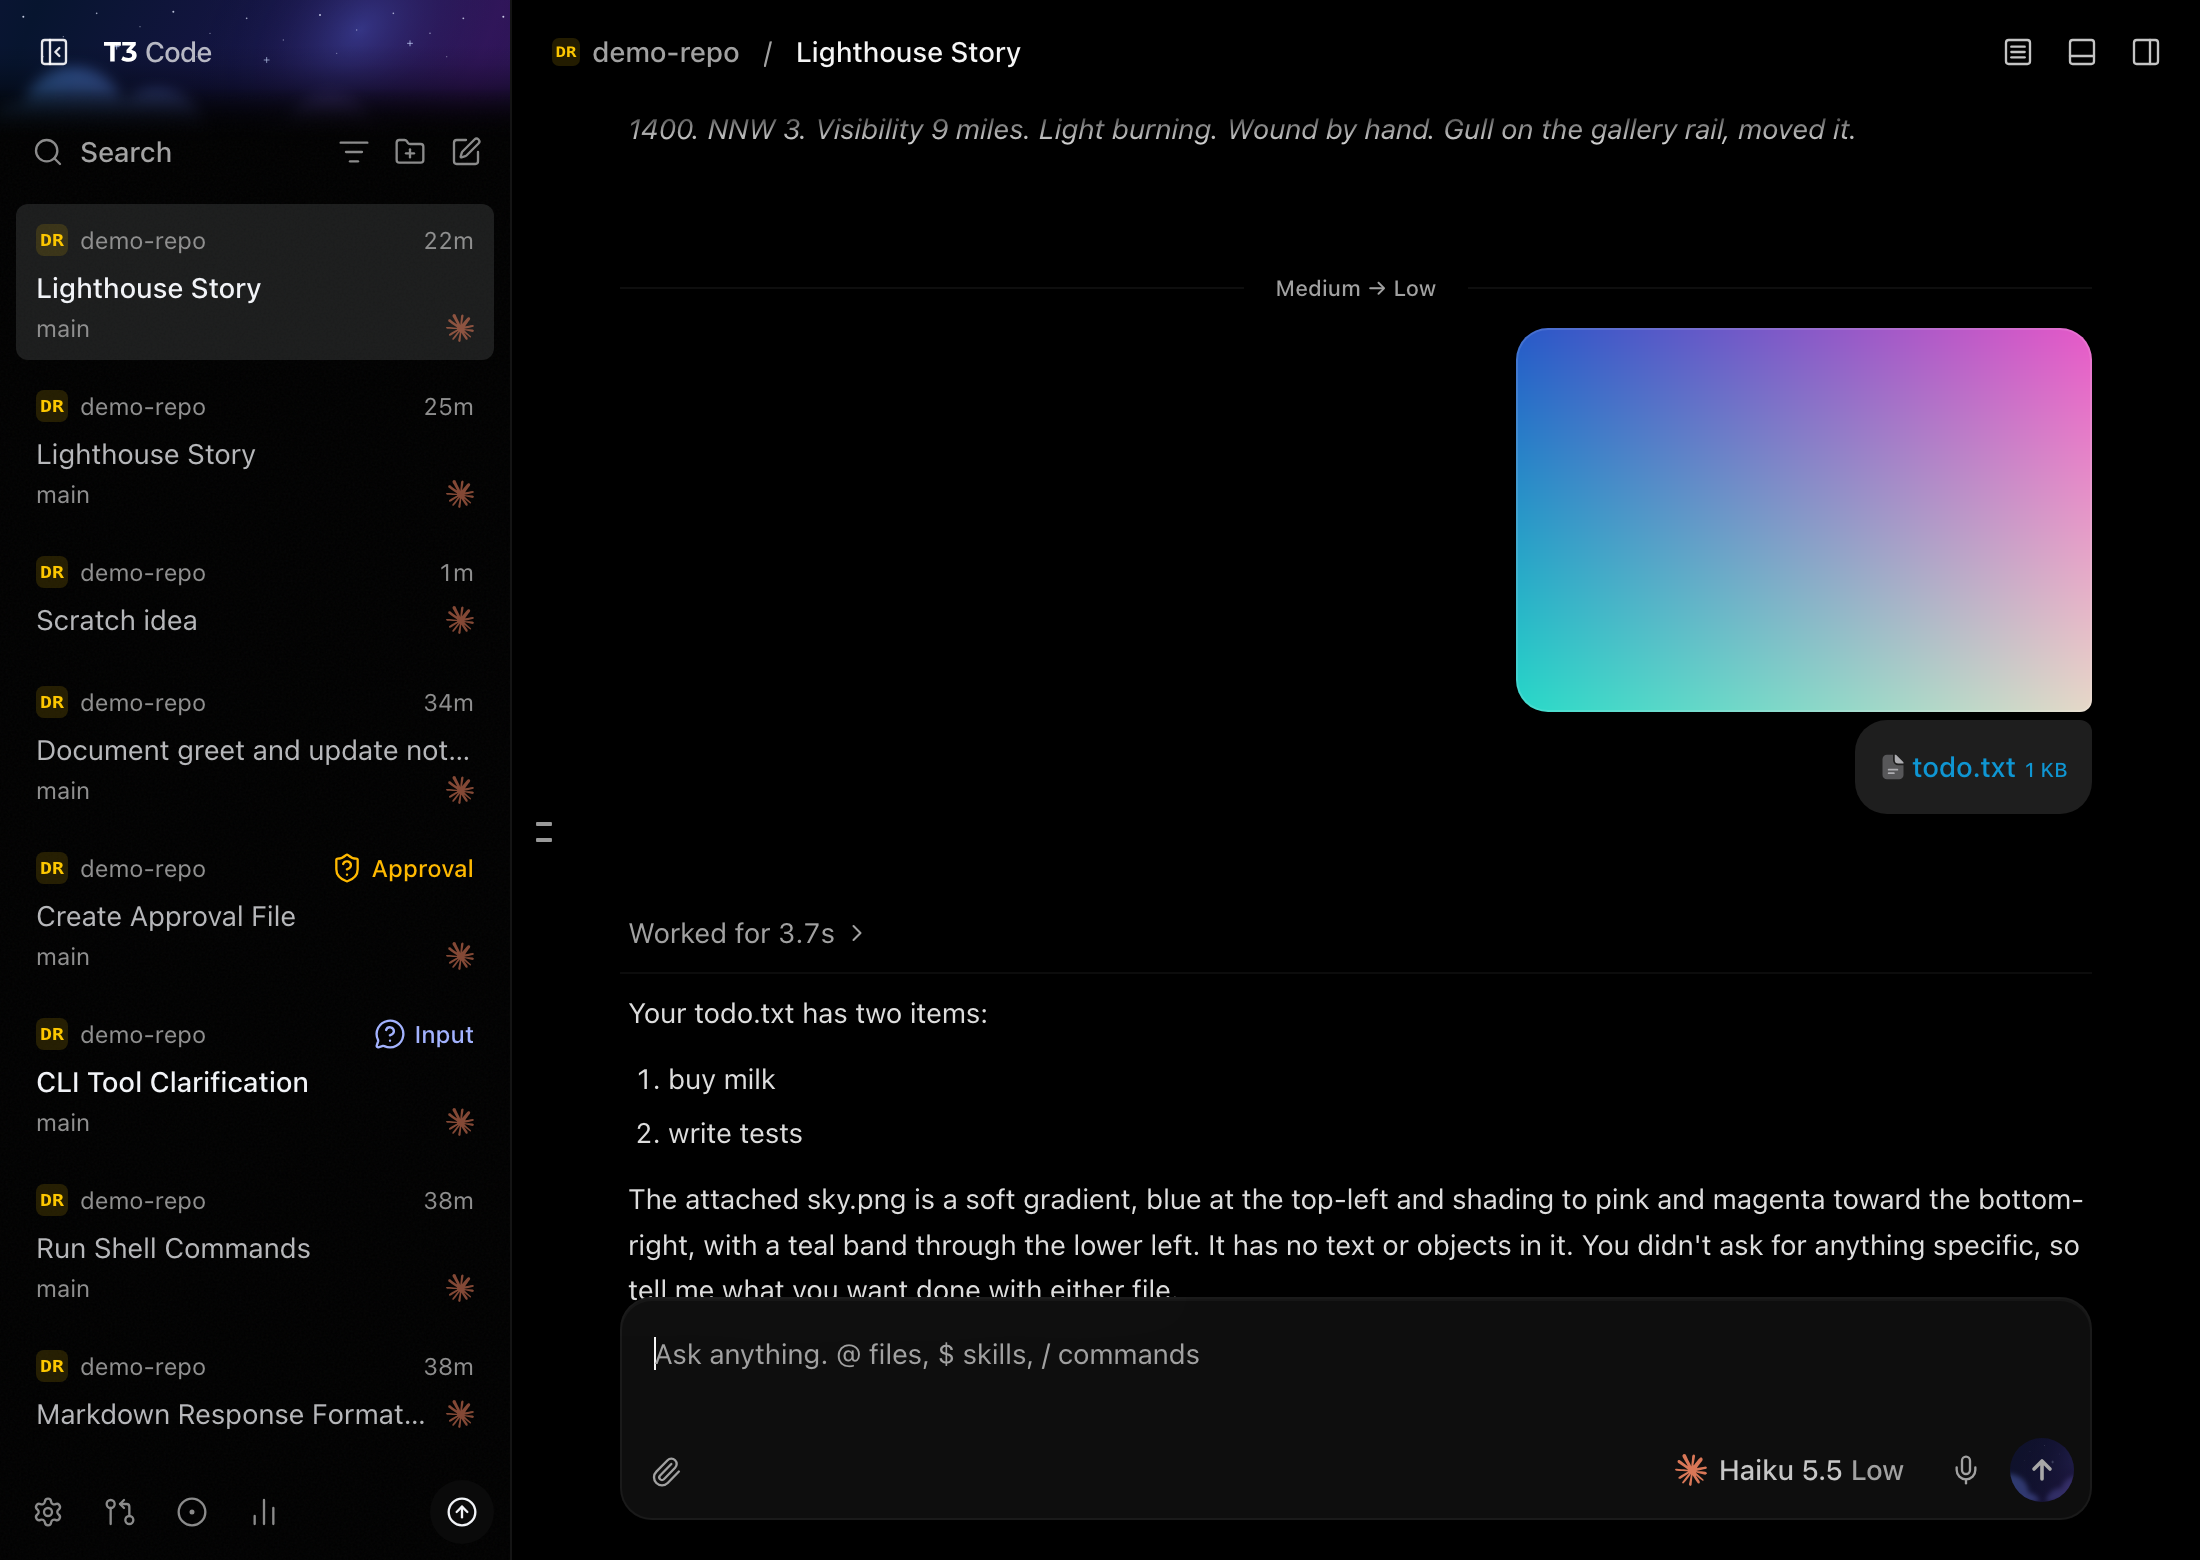 T3 Code
Search
DR demo-repo 22m
Lighthouse Story
main
DR demo-repo 25m
Lighthouse Story
main
DR demo-repo 1m
Scratch idea
DR demo-repo 34m
Document greet and update not...
main
DR demo-repo Approval
Create Approval File
main
DR demo-repo Input
CLI Tool Clarification
main
DR demo-repo 38m
Run Shell Commands
main
DR demo-repo 38m
Markdown Response Format...
DR demo-repo / Lighthouse Story
1400. NNW 3. Visibility 9 miles. Light burning. Wound by hand. Gull on the gallery rail, moved it.
Medium → Low
todo.txt 1 KB
Worked for 3.7s
Your todo.txt has two items:
1. buy milk
2. write tests
The attached sky.png is a soft gradient, blue at the top-left and shading to pink and magenta toward the bottom-
right, with a teal band through the lower left. It has no text or objects in it. You didn't ask for anything specific, so
tell me what you want done with either file.
Ask anything. @ files, $ skills, / commands
Haiku 5.5 Low